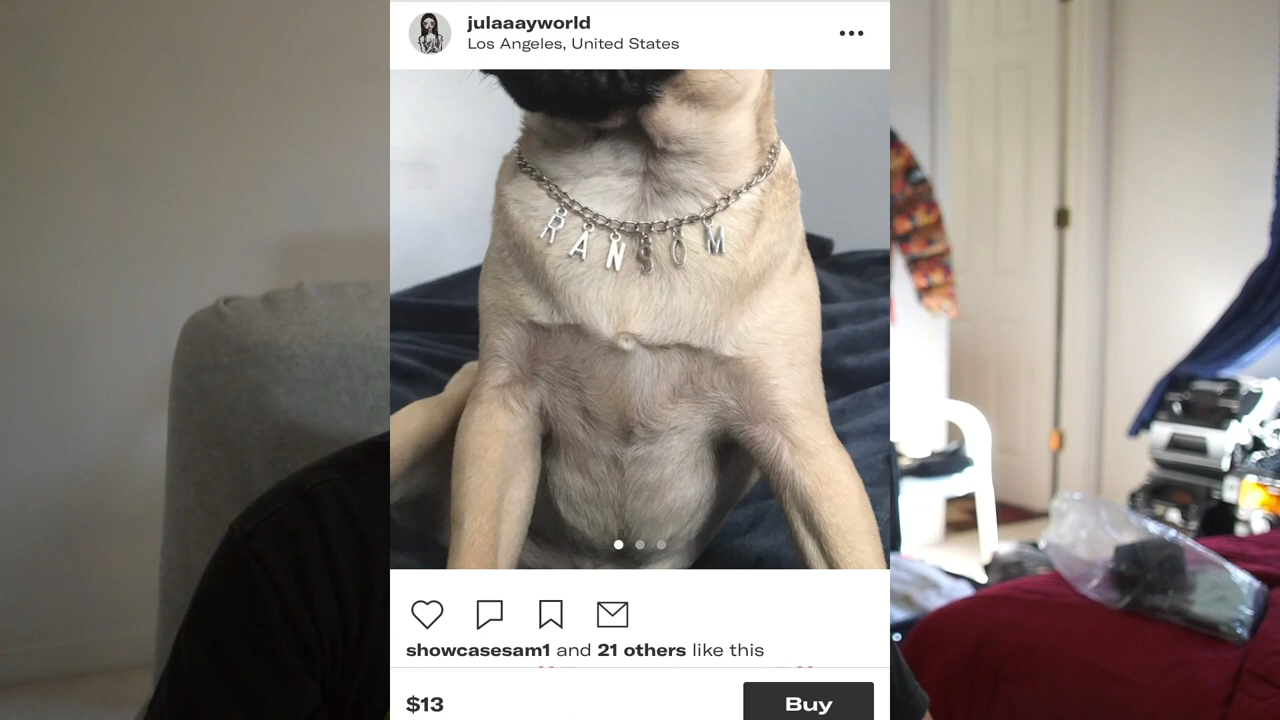 julaaayworld
Los Angeles, United States
RANSOM
showcasesam1 and 21 others like this
$13
Buy